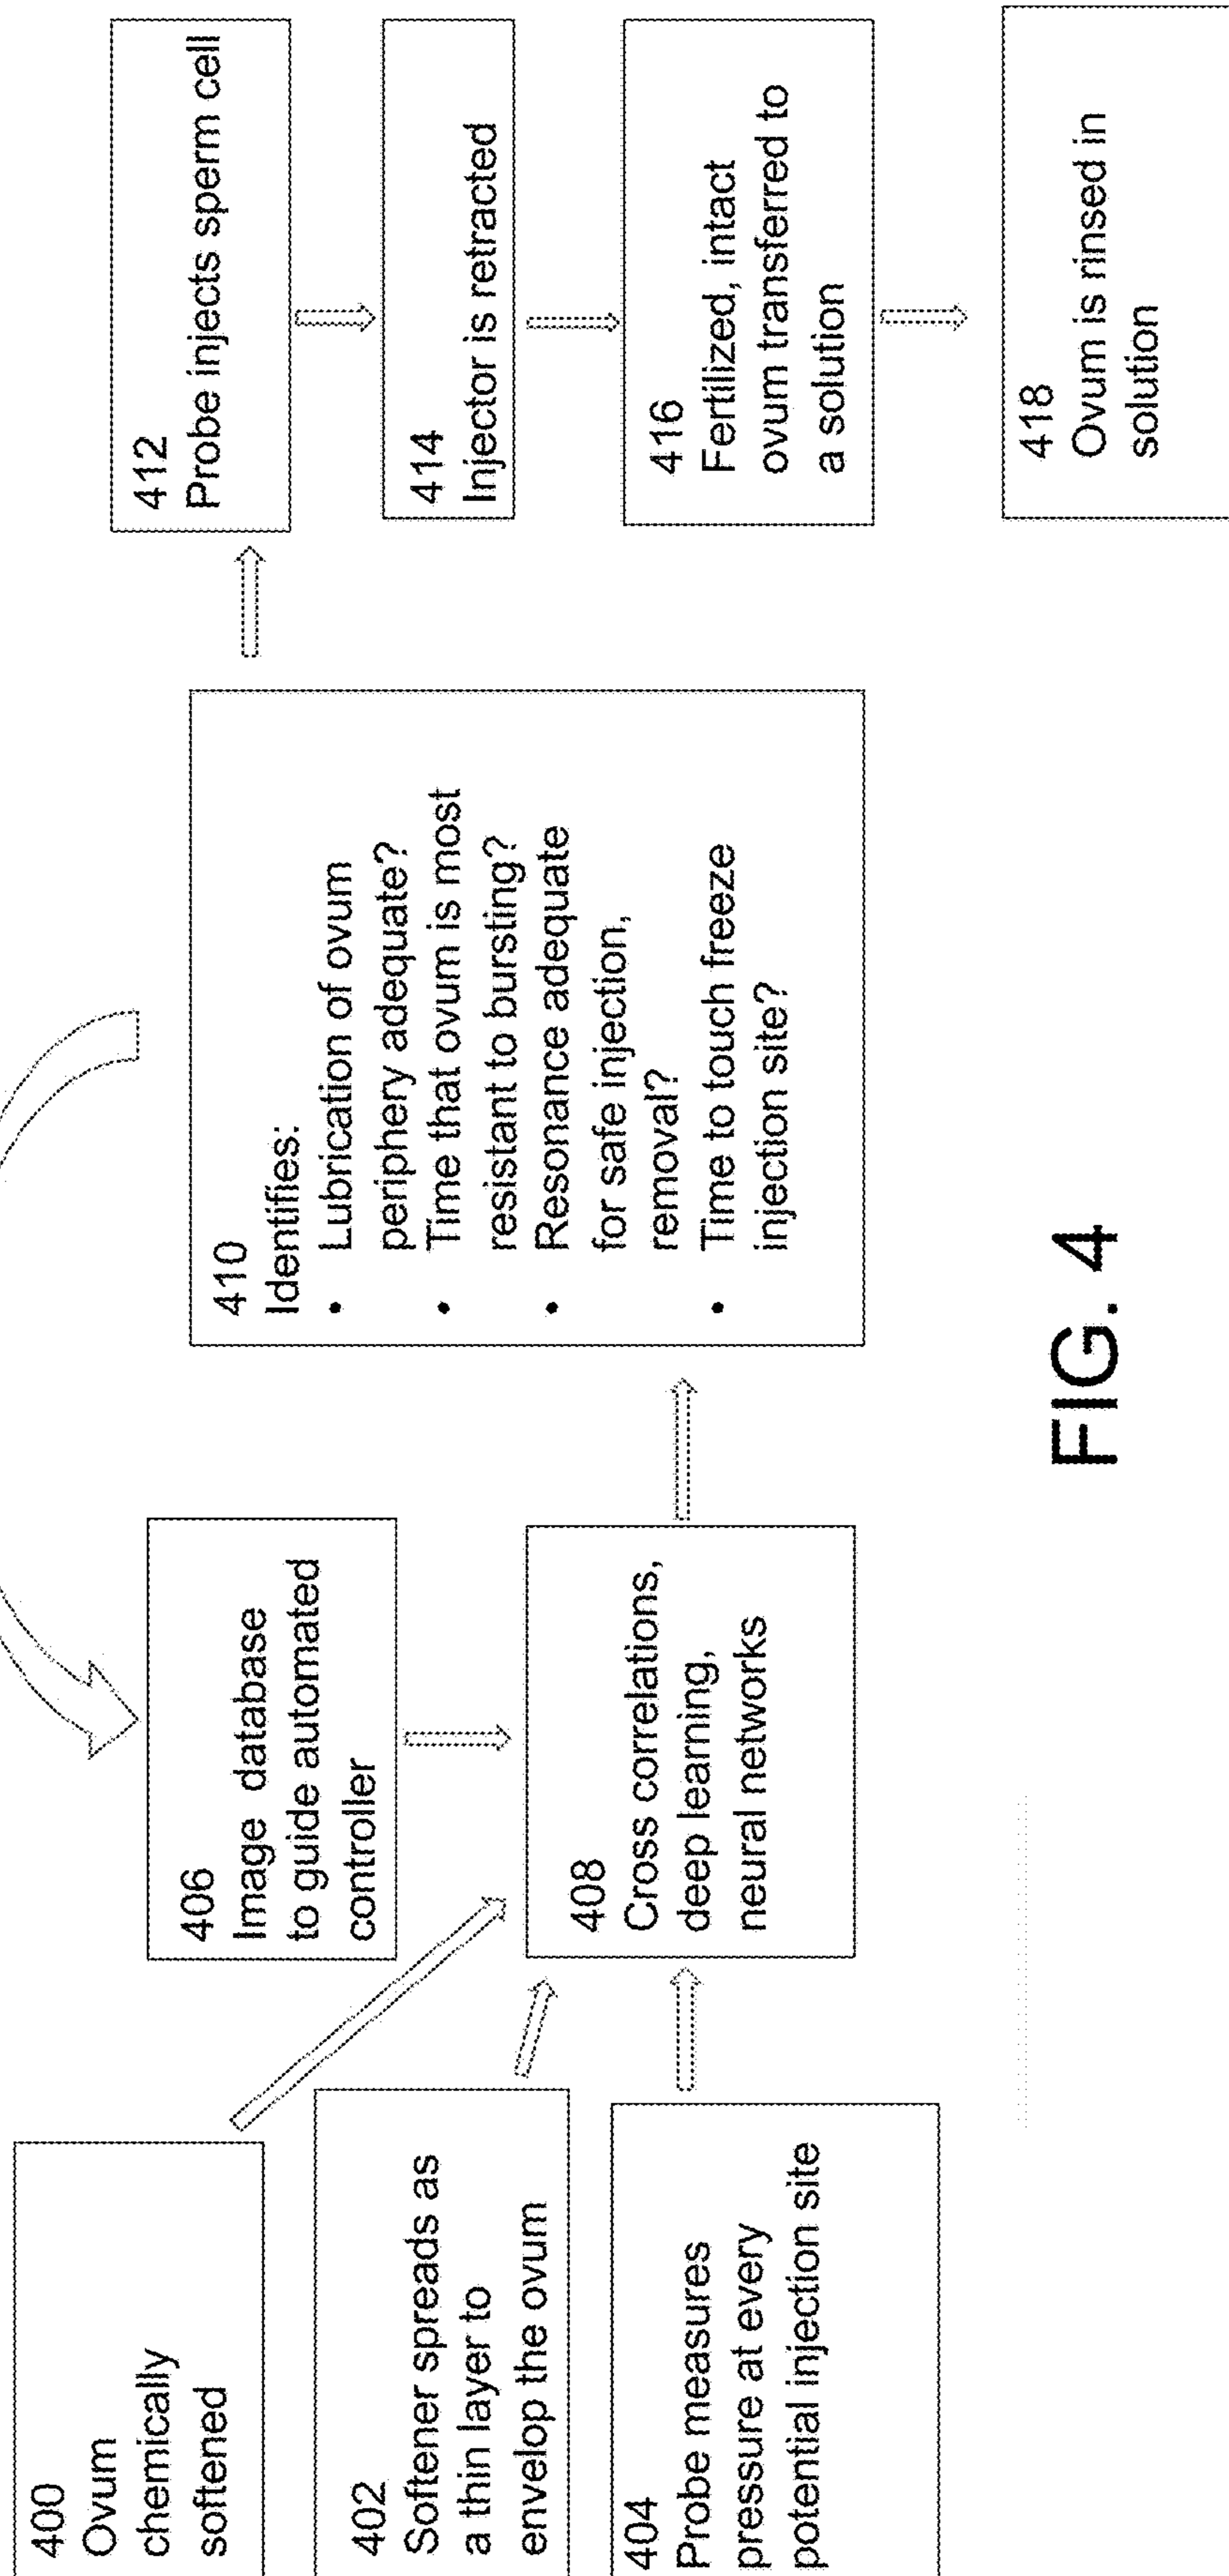 400
Ovum
chemically
softened
402
Softener spreads as
a thin layer to
envelop the ovum
404
Probe measures
pressure at every
potential injection site
406
Image database
to guide automated
controller
408
Cross correlations,
deep learning,
neural networks
410
Identifies:
• Lubrication of ovum
periphery adequate?
• Time that ovum is most
resistant to bursting?
• Resonance adequate
for safe injection,
removal?
• Time to touch freeze
injection site?
412
Probe injects sperm cell
414
Injector is retracted
416
Fertilized, intact
ovum transferred to
a solution
418
Ovum is rinsed in
solution
FIG. 4